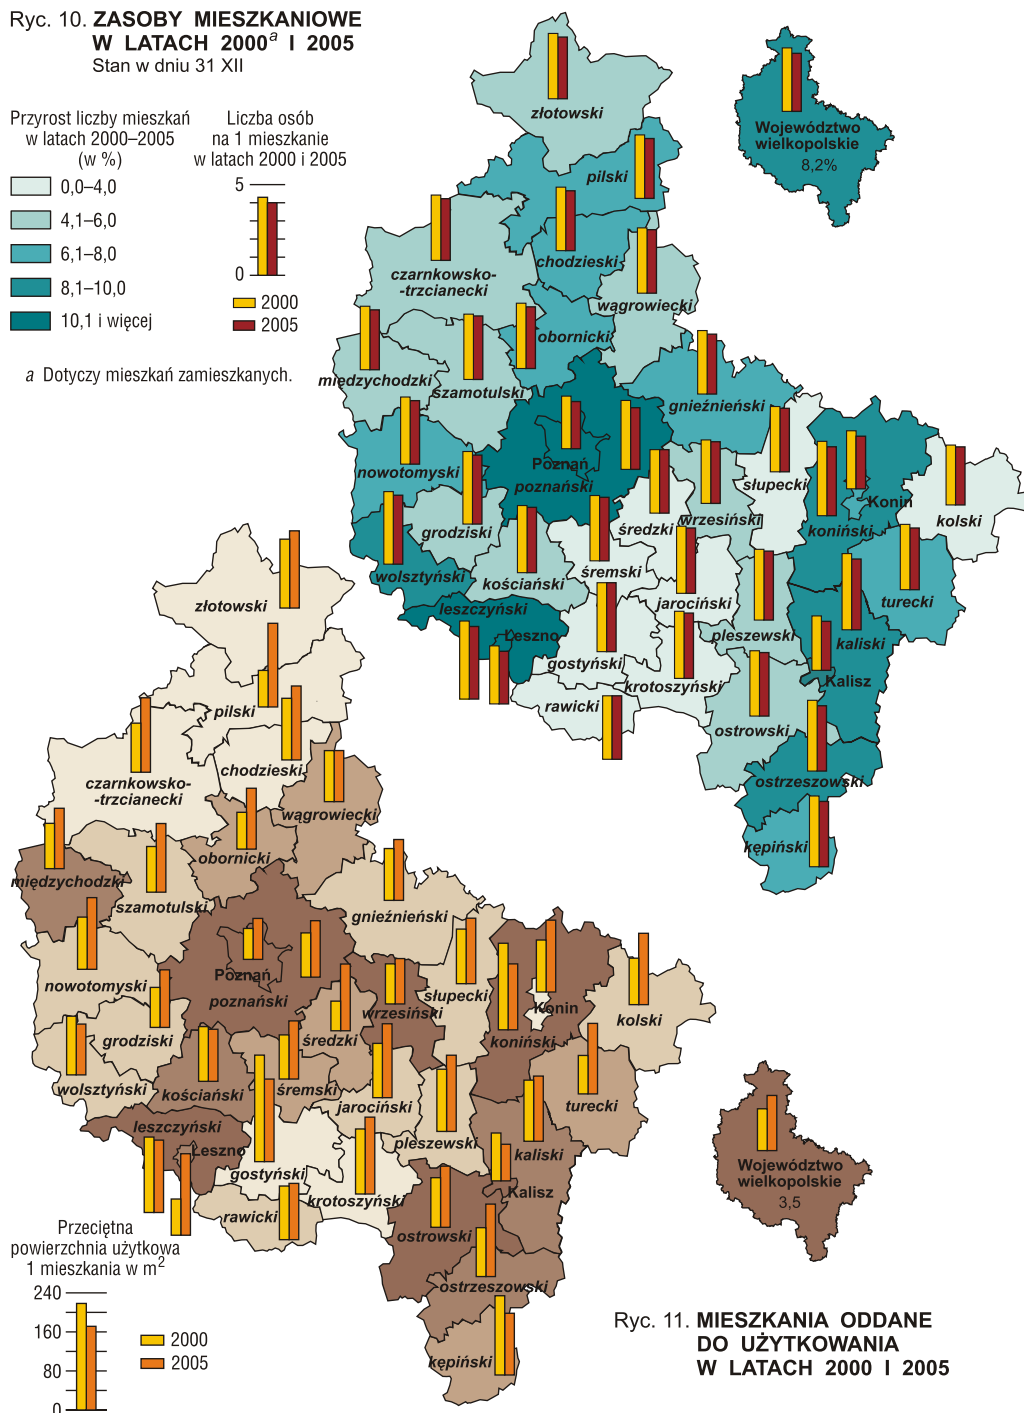 Ryc. 10. ZASOBY MIESZKANIOWE
W LATACH 2000a I 2005
Stan w dniu 31 XII
Przyrost liczby mieszkań
w latach 2000–2005
(w %)
0,0–4,0
4,1–6,0
6,1–8,0
8,1–10,0
10,1 i więcej
Liczba osób
na 1 mieszkanie
w latach 2000 i 2005
5
0
2000
2005
a Dotyczy mieszkań zamieszkanych.
złotowski
pilski
czarnkowsko-
-trzcianecki
chodzieski
wągrowiecki
obornicki
międzychodzki
szamotulski
gnieźnieński
nowotomyski
Poznań
poznański
słupecki
Konin
koniński
kolski
grodziski
średzki
wrzesiński
wolsztyński
kościański
śremski
jarociński
turecki
leszczyński
Leszno
gostyński
pleszewski
kaliski
krotoszyński
Kalisz
rawicki
ostrowski
ostrzeszowski
kępiński
Województwo
wielkopolskie
8,2%
złotowski
pilski
czarnkowsko-
-trzcianecki
chodzieski
wągrowiecki
obornicki
międzychodzki
szamotulski
gnieźnieński
nowotomyski
Poznań
poznański
słupecki
Konin
koniński
kolski
grodziski
średzki
wrzesiński
wolsztyński
kościański
śremski
jarociński
turecki
leszczyński
Leszno
gostyński
pleszewski
kaliski
krotoszyński
Kalisz
rawicki
ostrowski
ostrzeszowski
kępiński
Województwo
wielkopolskie
3,5
Przeciętna
powierzchnia użytkowa
1 mieszkania w m2
240
160
80
0
2000
2005
Ryc. 11. MIESZKANIA ODDANE
DO UŻYTKOWANIA
W LATACH 2000 I 2005